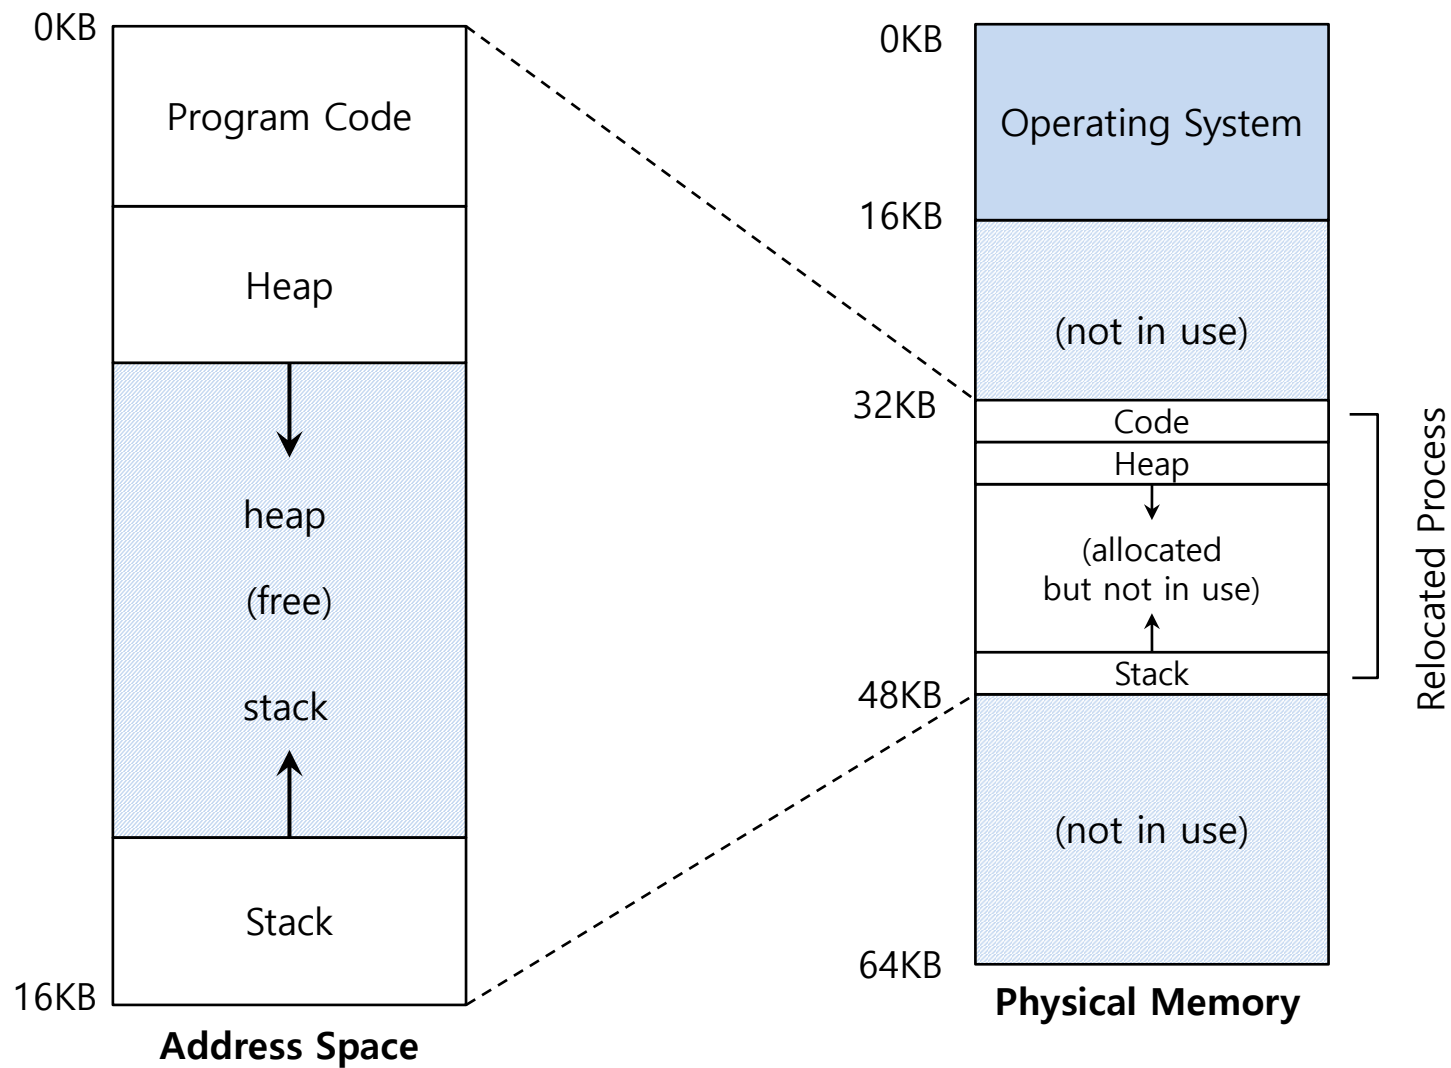 0KB
Program Code
Heap
heap
(free)
stack
Stack
16KB
Address Space
0KB
Operating System
16KB
(not in use)
32KB
Code
Heap
(allocated
but not in use)
Stack
48KB
(not in use)
64KB
Physical Memory
Relocated Process